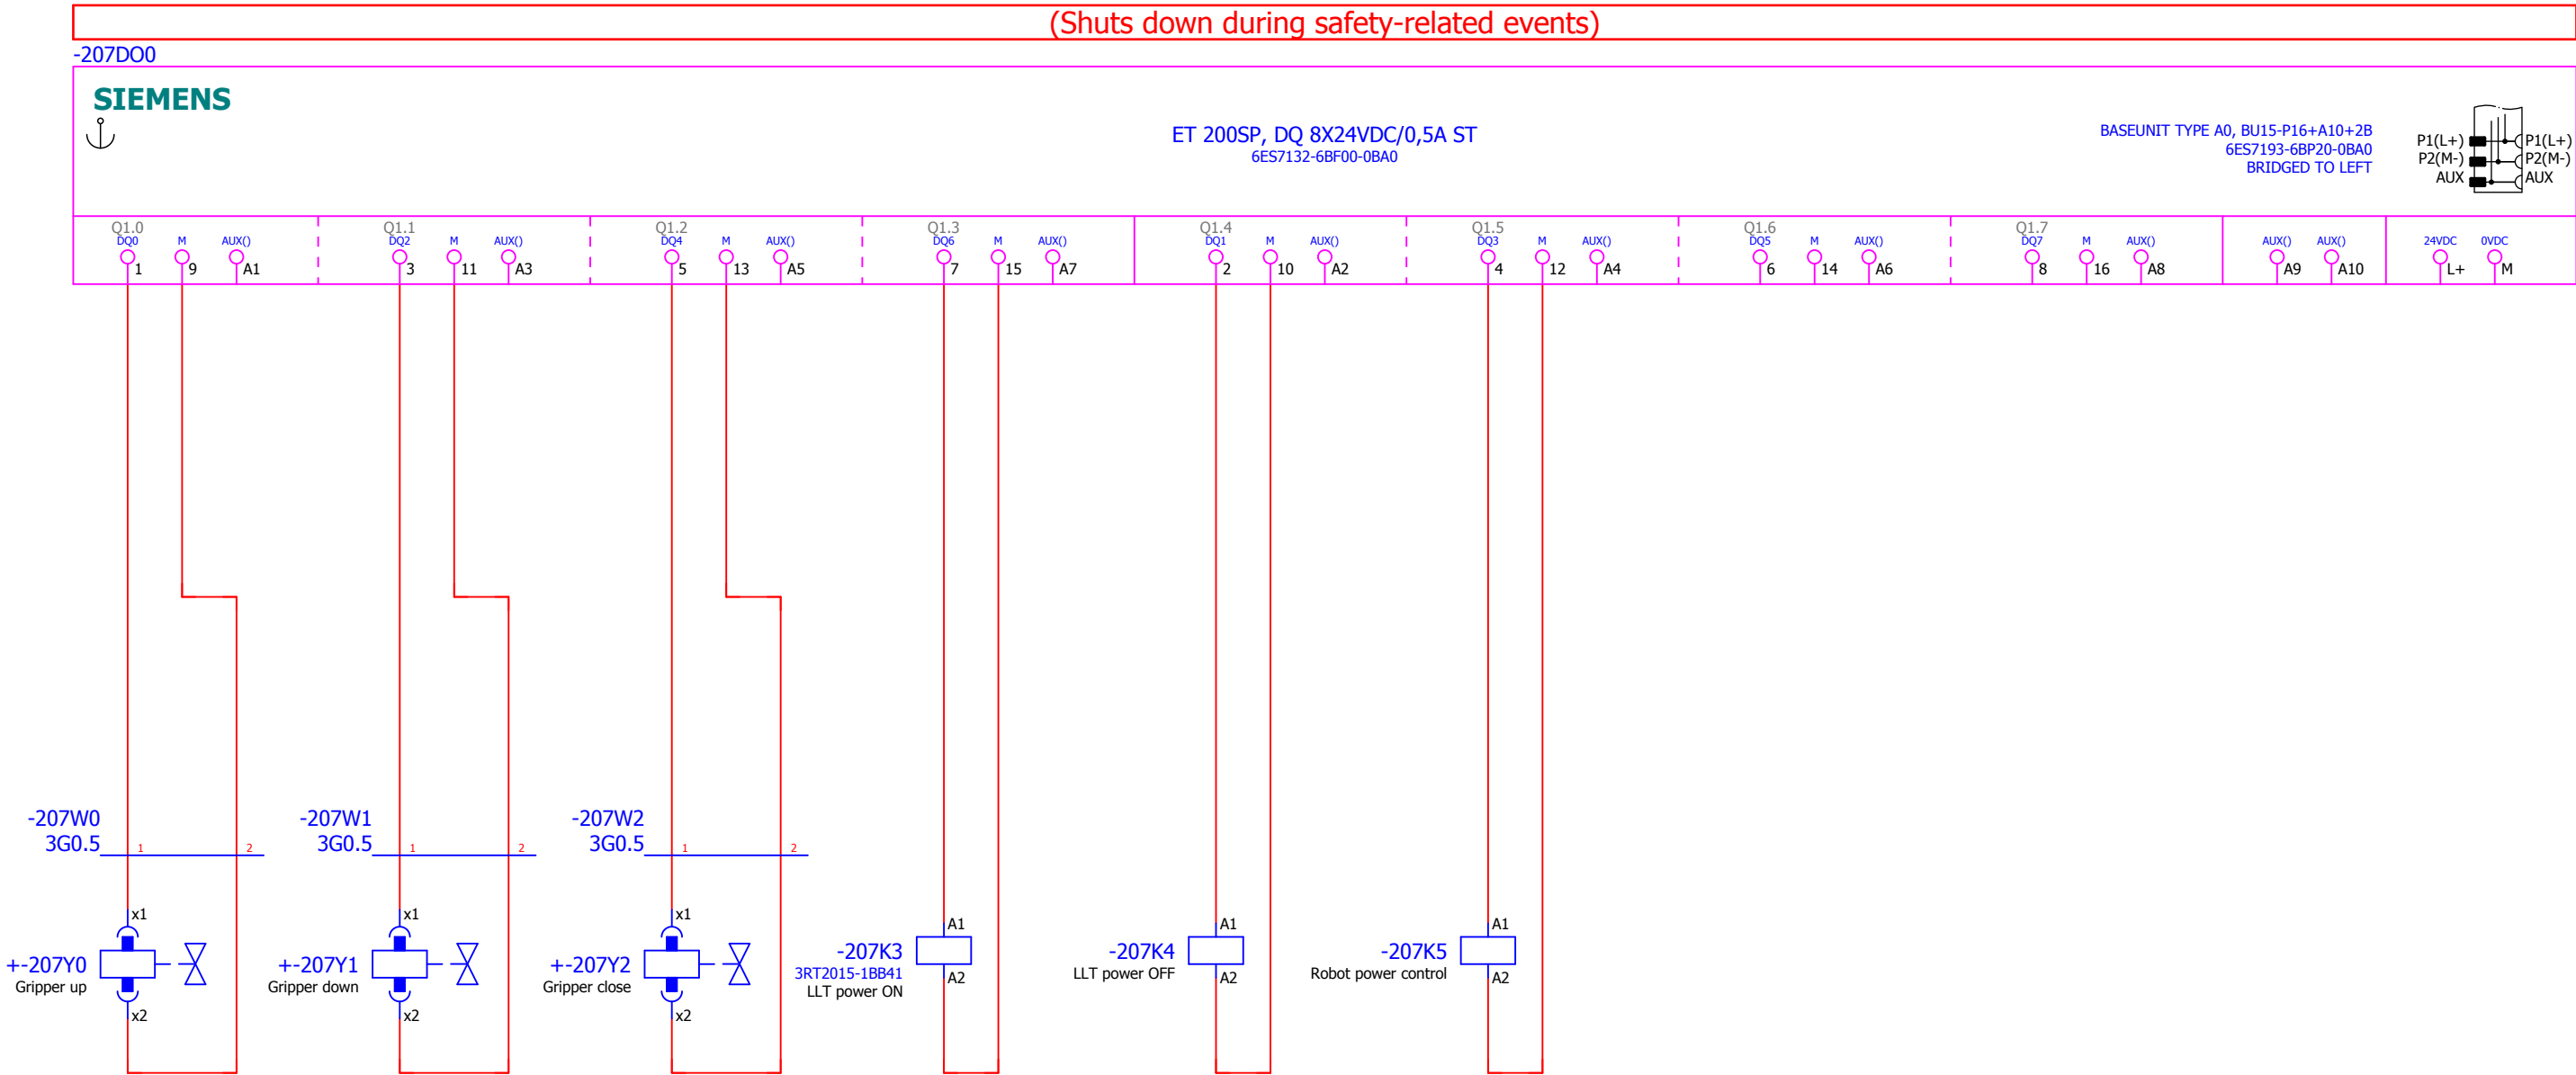 (Shuts down during safety-related events)
-207DO0
SIEMENS
ET 200SP, DQ 8X24VDC/0,5A ST
6ES7132-6BF00-0BA0
BASEUNIT TYPE A0, BU15-P16+A10+2B
6ES7193-6BP20-0BA0
BRIDGED TO LEFT
P1(L+) P1(L+)
P2(M-) P2(M-)
AUX AUX
Q1.0 Q1.1 Q1.2 Q1.3 Q1.4 Q1.5 Q1.6 Q1.7
DQ0 M AUX() DQ2 M AUX() DQ4 M AUX() DQ6 M AUX() DQ1 M AUX() DQ3 M AUX() DQ5 M AUX() DQ7 M AUX() AUX() AUX() 24VDC 0VDC
1 9 A1 3 11 A3 5 13 A5 7 15 A7 2 10 A2 4 12 A4 6 14 A6 8 16 A8 A9 A10 L+ M
-207W0 -207W1 -207W2
3G0.5 1 2 3G0.5 1 2 3G0.5 1 2
x1 x1 x1 A1 A1 A1
-207K3 -207K4 -207K5
+-207Y0 +-207Y1 +-207Y2
3RT2015-1BB41 LLT power OFF Robot power control
A2 A2 A2
Gripper up Gripper down Gripper close LLT power ON
x2 x2 x2